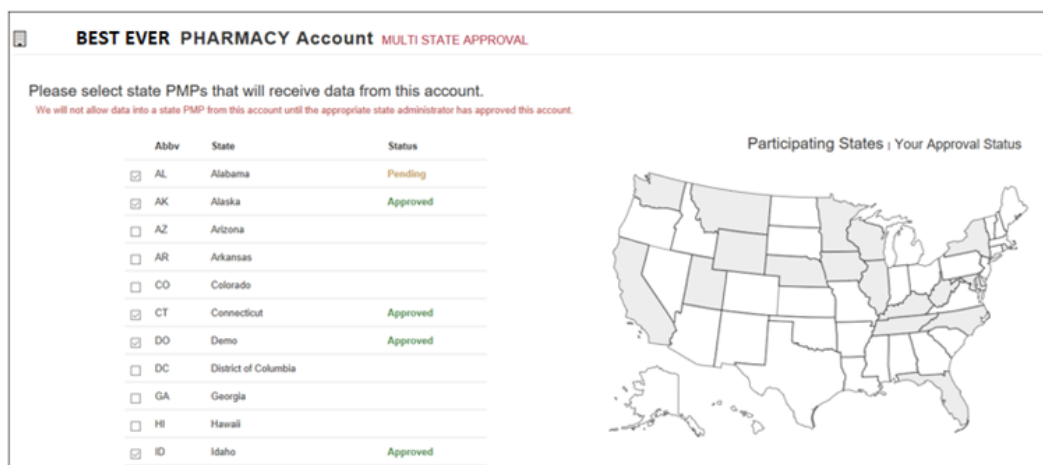 BEST EVER PHARMACY Account MULTI STATE APPROVAL
Please select state PMPs that will receive data from this account.
We will not allow data into a state PMP from this account until the appropriate state administrator has approved this account.
Participating States | Your Approval Status
Abbv State Status
AL Alabama Pending
AK Alaska Approved
AZ Arizona
AR Arkansas
CO Colorado
CT Connecticut Approved
DO Demo Approved
DC District of Columbia
GA Georgia
HI Hawaii
ID Idaho Approved